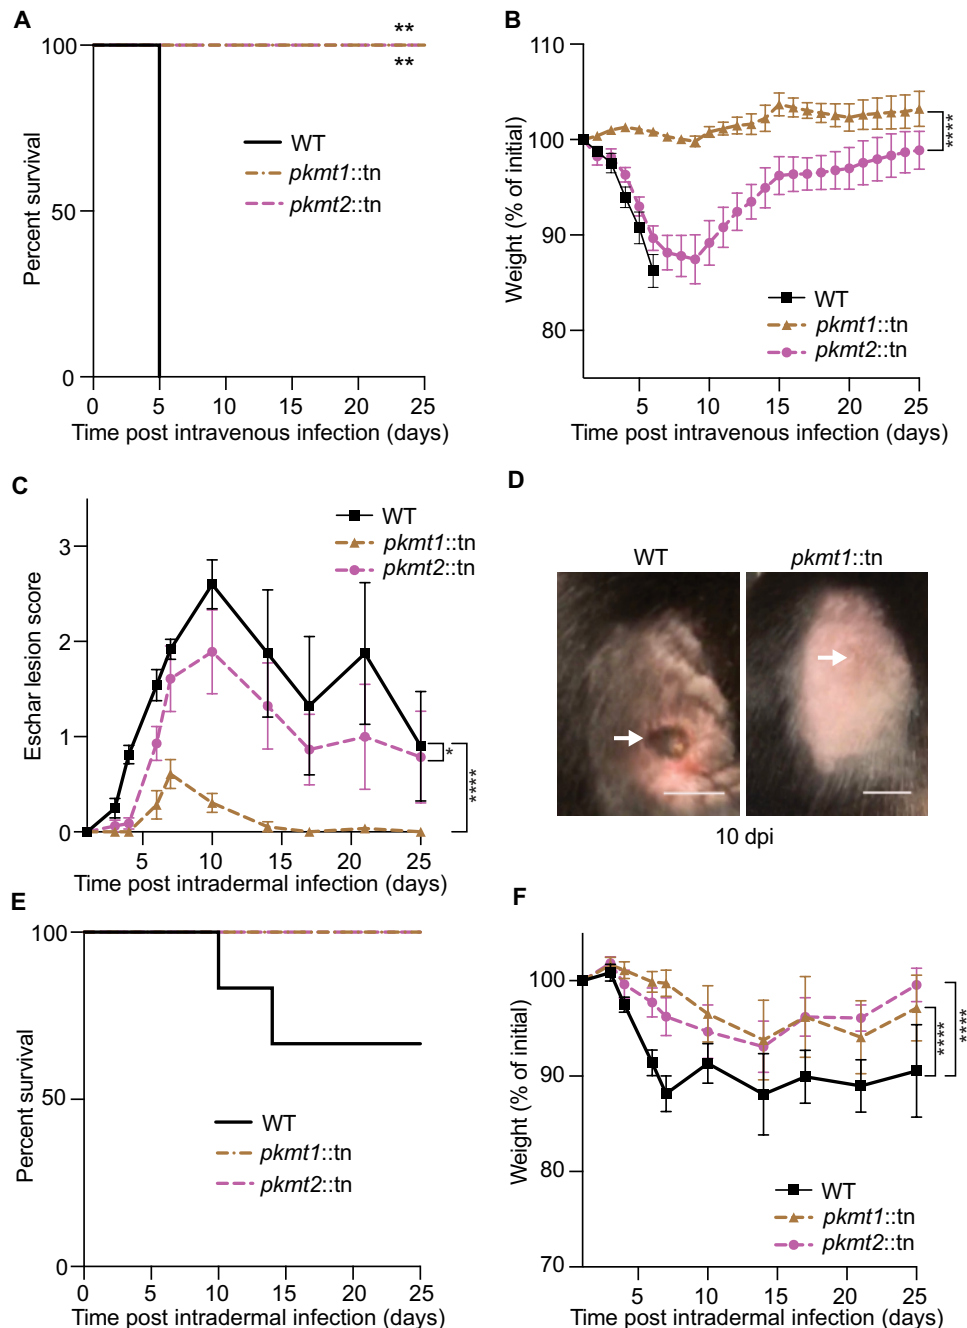 A
**
**
100
50
0
Percent survival
WT
pkmt1::tn
pkmt2::tn
0 5 10 15 20 25
Time post intravenous infection (days)
B
110
100
90
80
Weight (% of initial)
****
WT
pkmt1::tn
pkmt2::tn
5 10 15 20 25
Time post intravenous infection (days)
C
3
2
1
0
Eschar lesion score
WT
pkmt1::tn
pkmt2::tn
*
****
5 10 15 20 25
Time post intradermal infection (days)
D
WT pkmt1::tn
10 dpi
E
100
50
0
Percent survival
WT
pkmt1::tn
pkmt2::tn
0 5 10 15 20 25
Time post intradermal infection (days)
F
100
90
80
70
Weight (% of initial)
****
****
WT
pkmt1::tn
pkmt2::tn
5 10 15 20 25
Time post intradermal infection (days)